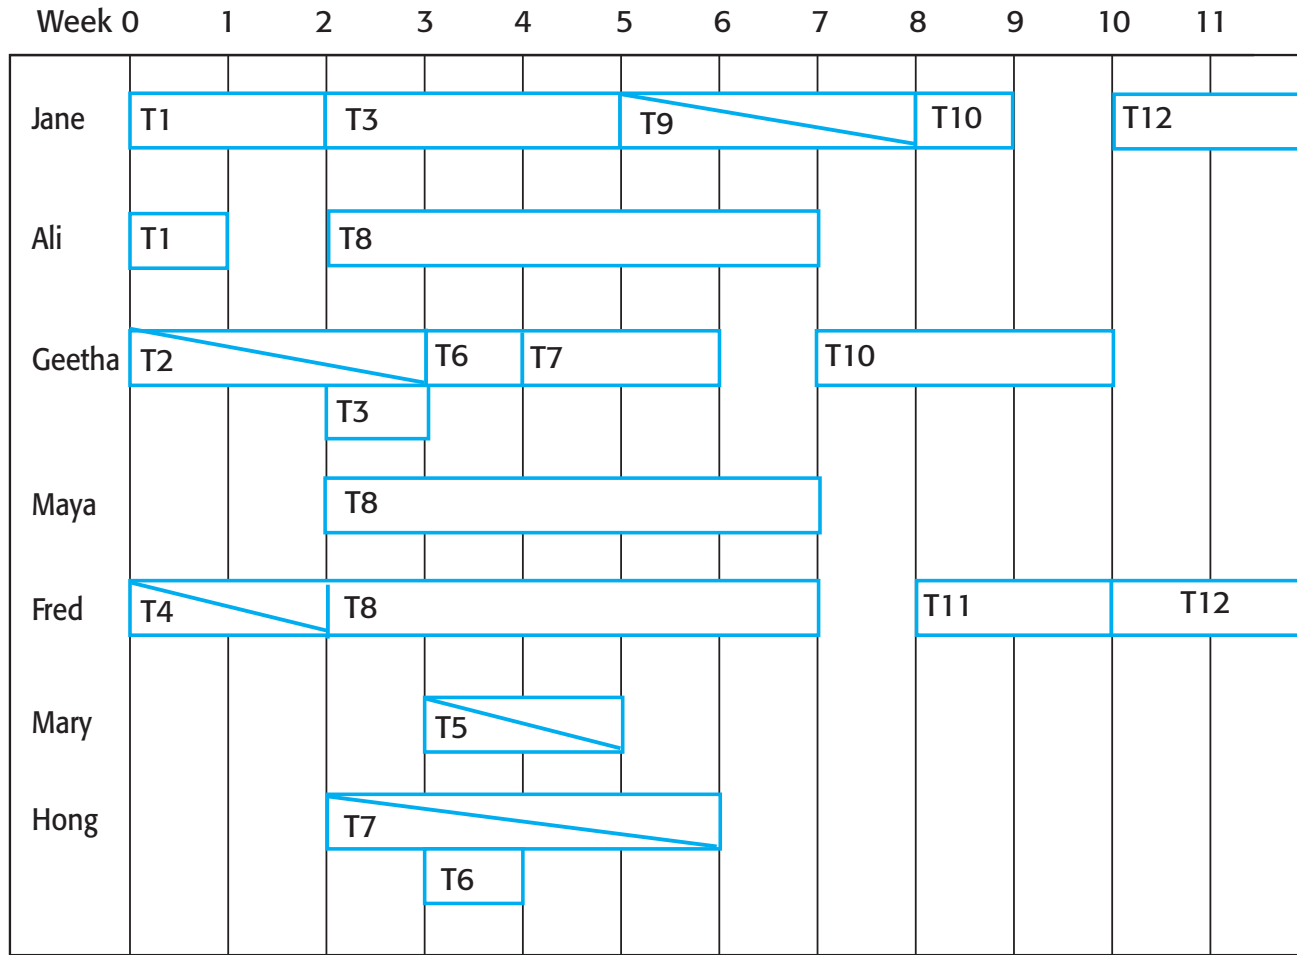 Week 0 1 2 3 4 5 6 7 8 9 10 11
Jane T1 T3 T9 T10 T12
Ali T1 T8
Geetha T2 T6 T7 T10
T3
Maya T8
Fred T4 T8 T11 T12
Mary T5
Hong T7
T6